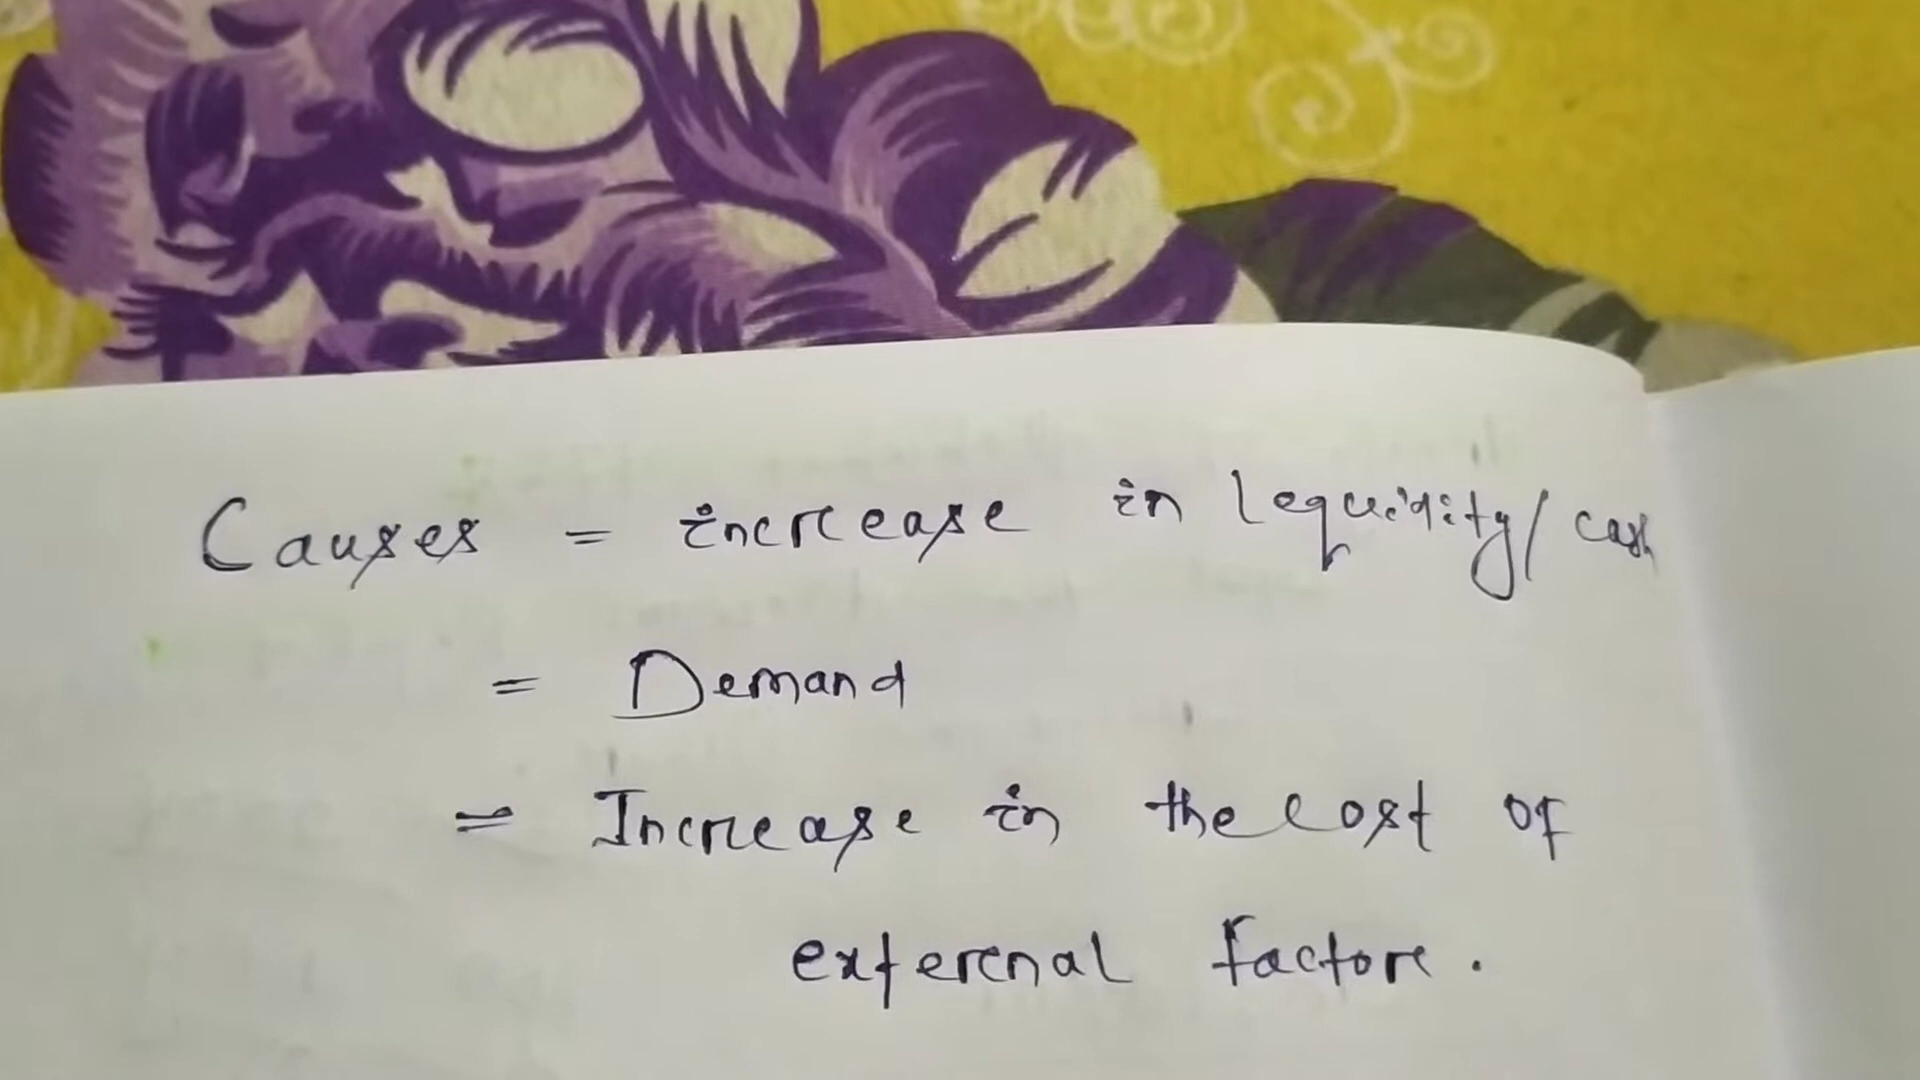 Causes = increase in lequidity/cash
= Demand
= Increase in the cost of
external factor.